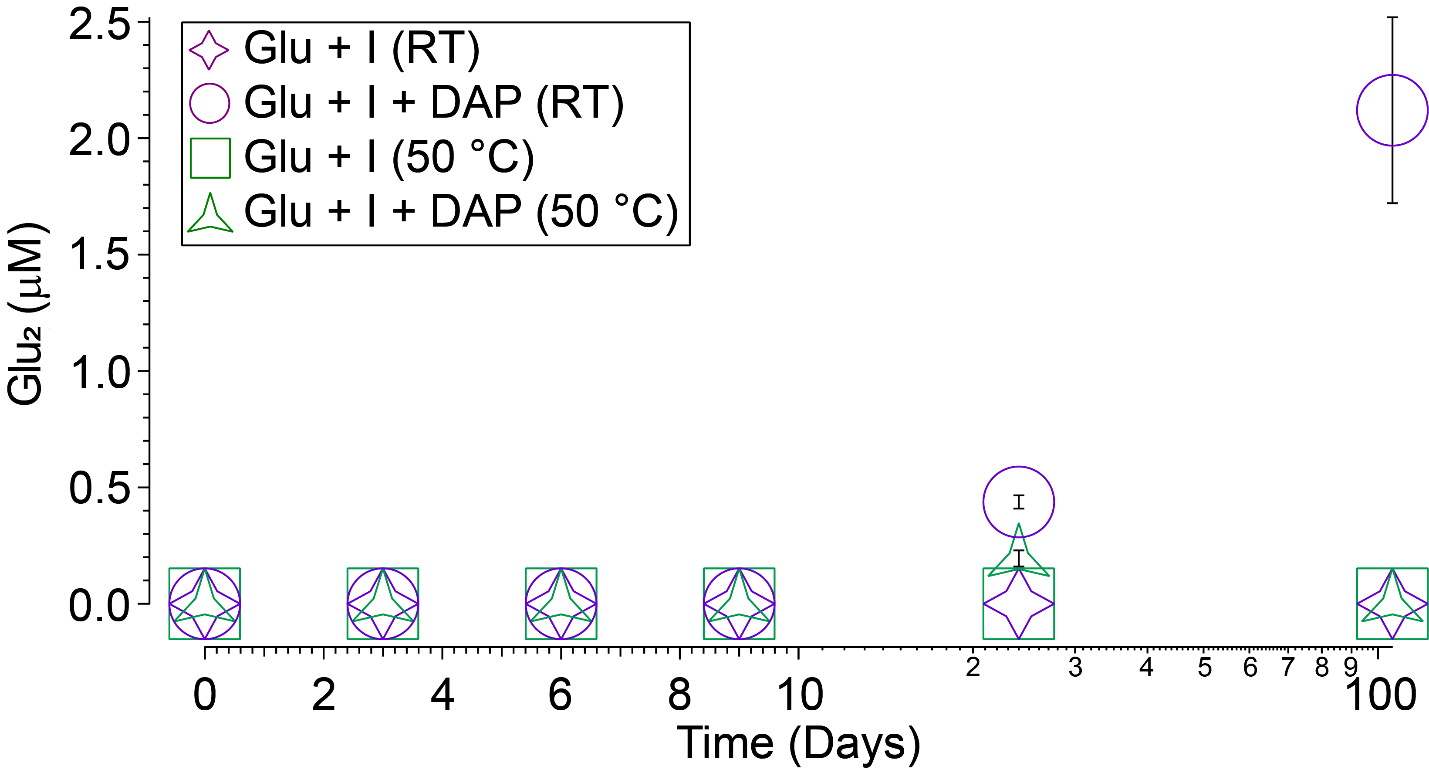 Glu + I (RT)
Glu + I + DAP (RT)
Glu + I (50 °C)
Glu + I + DAP (50 °C)
Glu₂ (μM)
2.5
2.0
1.5
1.0
0.5
0.0
0 2 4 6 8 10 2 3 4 5 6 7 8 9 100
Time (Days)